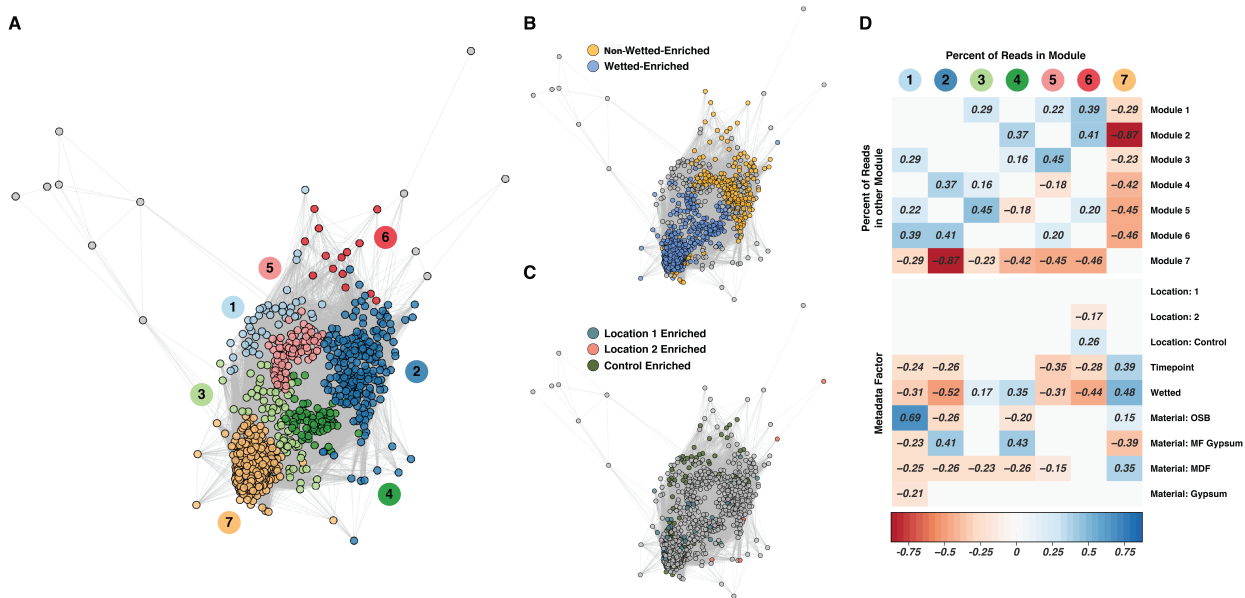 A
B
D
Non-Wetted-Enriched
Wetted-Enriched
Percent of Reads in Module
1 2 3 4 5 6 7
0.29 0.22 0.39 −0.29 Module 1
0.37 0.41 −0.87 Module 2
0.29 0.16 0.45 −0.23 Module 3
0.37 0.16 −0.18 −0.42 Module 4
0.22 0.45 −0.18 0.20 −0.45 Module 5
0.39 0.41 0.20 −0.46 Module 6
−0.29 −0.87 −0.23 −0.42 −0.45 −0.46 Module 7
Percent of Reads
in other Module
Location: 1
−0.17 Location: 2
0.26 Location: Control
−0.24 −0.26 −0.35 −0.28 0.39 Timepoint
−0.31 −0.52 0.17 0.35 −0.31 −0.44 0.48 Wetted
0.69 −0.26 −0.20 0.15 Material: OSB
−0.23 0.41 0.43 −0.39 Material: MF Gypsum
−0.25 −0.26 −0.23 −0.26 −0.15 0.35 Material: MDF
−0.21 Material: Gypsum
Metadata Factor
−0.75 −0.5 −0.25 0 0.25 0.5 0.75
C
Location 1 Enriched
Location 2 Enriched
Control Enriched
6
5
1
2
3
4
7